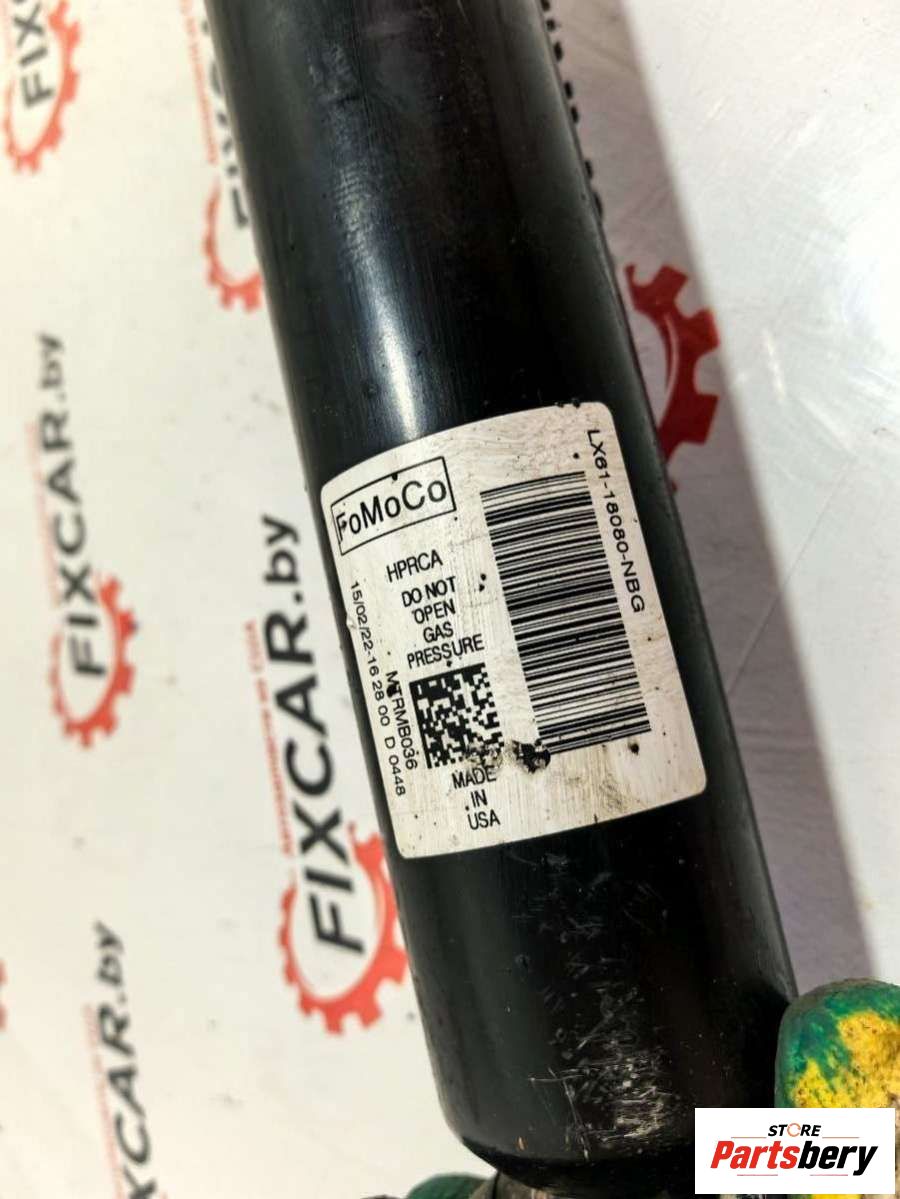 FoMoCo
HPRCA
DO NOT
OPEN
GAS
PRESSURE
MTRMB036
15/02/22-16 28 00 D 0448
MADE
IN
USA
LX61-18080-NBG
FIXCAR.by
FIXCAR.by
FIXCAR.by
STORE
Partsbery